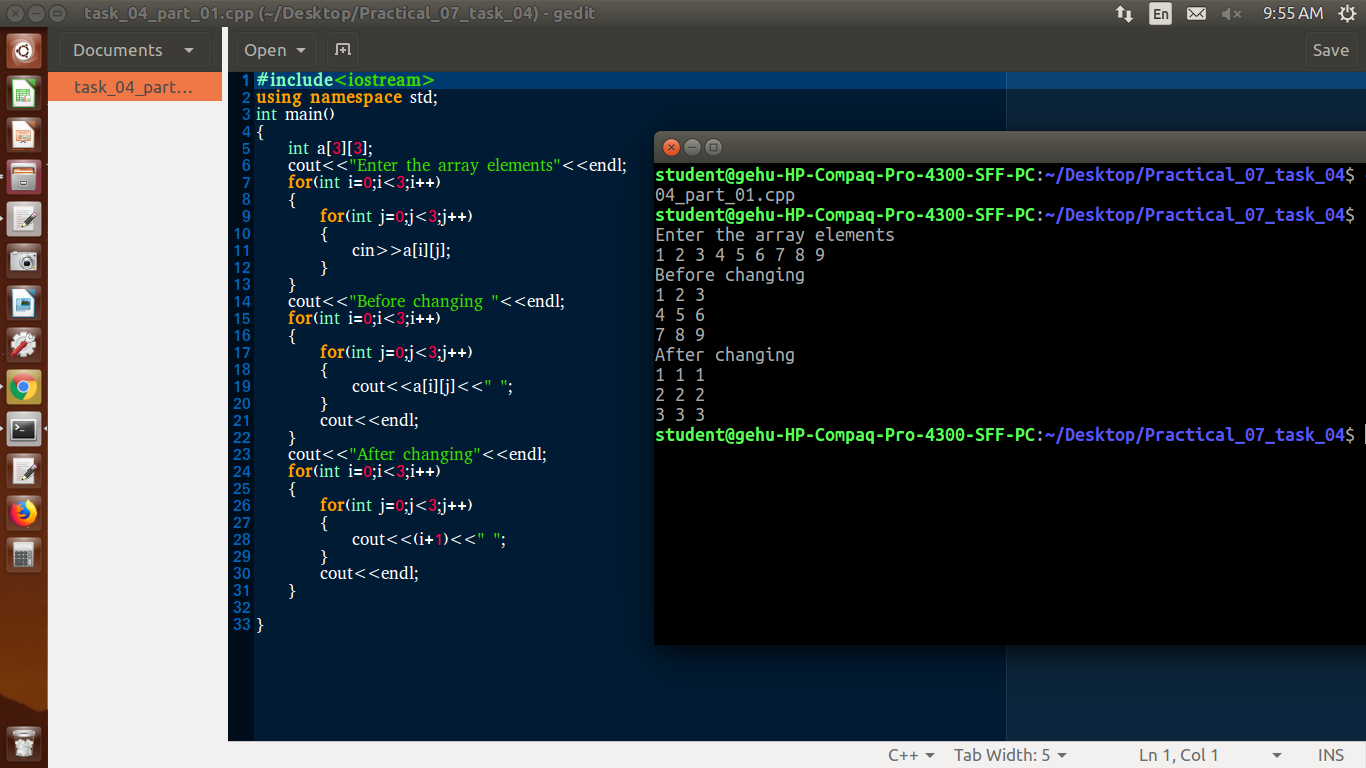 task_04_part_01.cpp (~/Desktop/Practical_07_task_04) - gedit
En
9:55 AM
Documents
Open
Save
task_04_part...
1 #include<iostream>
2 using namespace std;
3 int main()
4 {
5 int a[3][3];
6 cout<<"Enter the array elements"<<endl;
7 for(int i=0;i<3;i++)
8 {
9 for(int j=0;j<3;j++)
10 {
11 cin>>a[i][j];
12 }
13 }
14 cout<<"Before changing "<<endl;
15 for(int i=0;i<3;i++)
16 {
17 for(int j=0;j<3;j++)
18 {
19 cout<<a[i][j]<<" ";
20 }
21 cout<<endl;
22 }
23 cout<<"After changing"<<endl;
24 for(int i=0;i<3;i++)
25 {
26 for(int j=0;j<3;j++)
27 {
28 cout<<(i+1)<<" ";
29 }
30 cout<<endl;
31 }
32
33 }
student@gehu-HP-Compaq-Pro-4300-SFF-PC:~/Desktop/Practical_07_task_04$
04_part_01.cpp
student@gehu-HP-Compaq-Pro-4300-SFF-PC:~/Desktop/Practical_07_task_04$
Enter the array elements
1 2 3 4 5 6 7 8 9
Before changing
1 2 3
4 5 6
7 8 9
After changing
1 1 1
2 2 2
3 3 3
student@gehu-HP-Compaq-Pro-4300-SFF-PC:~/Desktop/Practical_07_task_04$
C++
Tab Width: 5
Ln 1, Col 1
INS